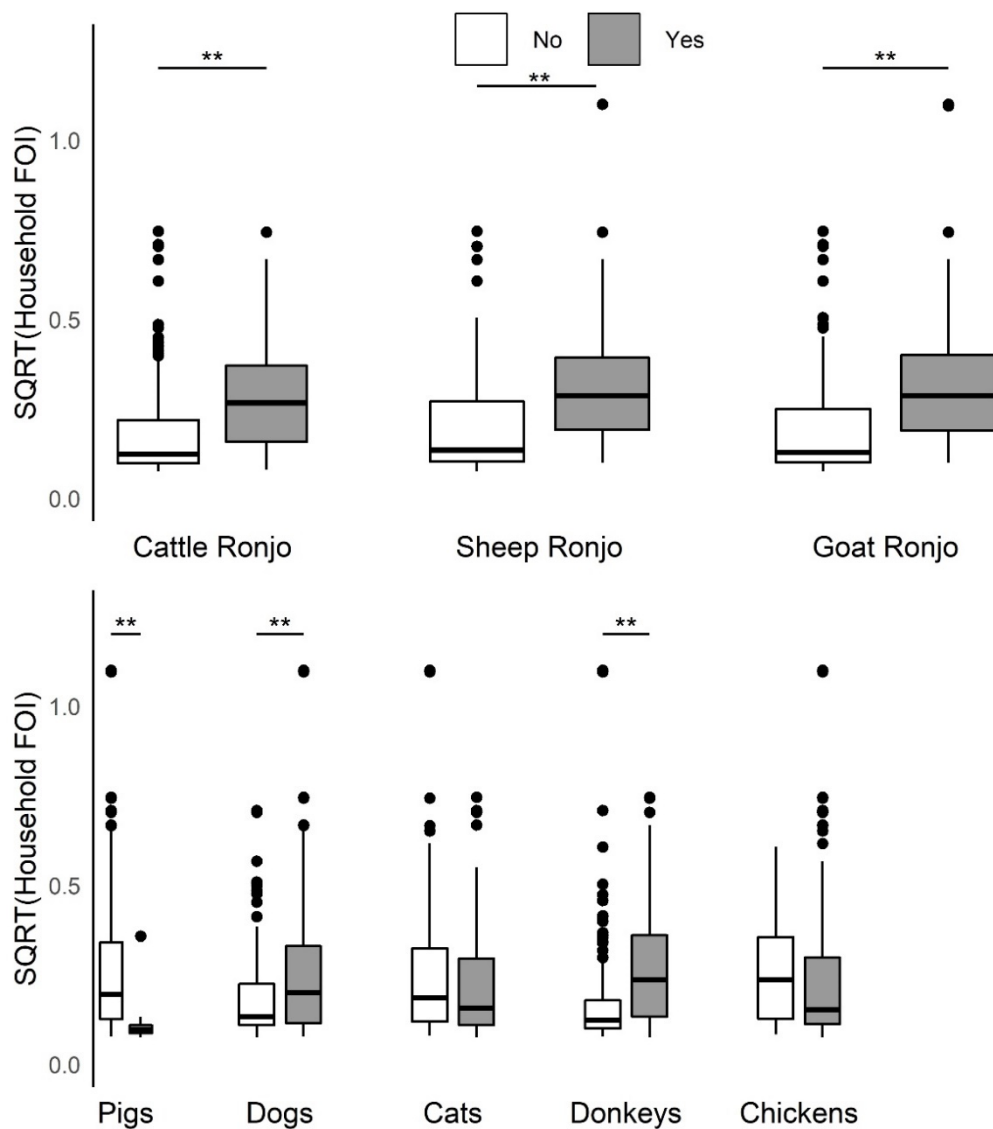 No Yes
** ** **
SQRT(Household FOI)
1.0
0.5
0.0
Cattle Ronjo Sheep Ronjo Goat Ronjo
** ** **
SQRT(Household FOI)
1.0
0.5
0.0
Pigs Dogs Cats Donkeys Chickens